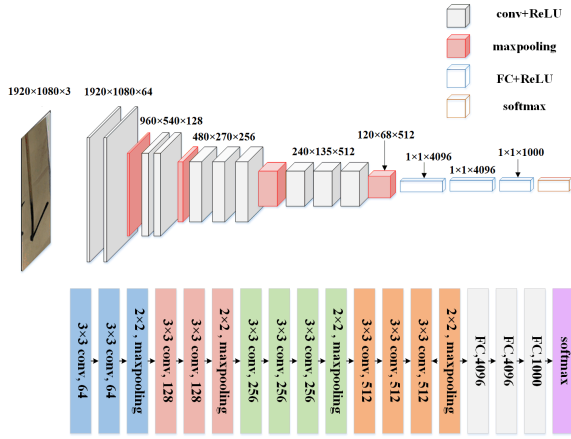 conv+ReLU
maxpooling
FC+ReLU
softmax
1920×1080×3
1920×1080×64
960×540×128
480×270×256
240×135×512
120×68×512
1×1×4096
1×1×4096
1×1×1000
3×3 conv, 64
3×3 conv, 64
2×2 , maxpooling
3×3 conv, 128
3×3 conv, 128
2×2 , maxpooling
3×3 conv, 256
3×3 conv, 256
3×3 conv, 256
2×2 , maxpooling
3×3 conv, 512
3×3 conv, 512
3×3 conv, 512
2×2 , maxpooling
FC,4096
FC,4096
FC,1000
softmax